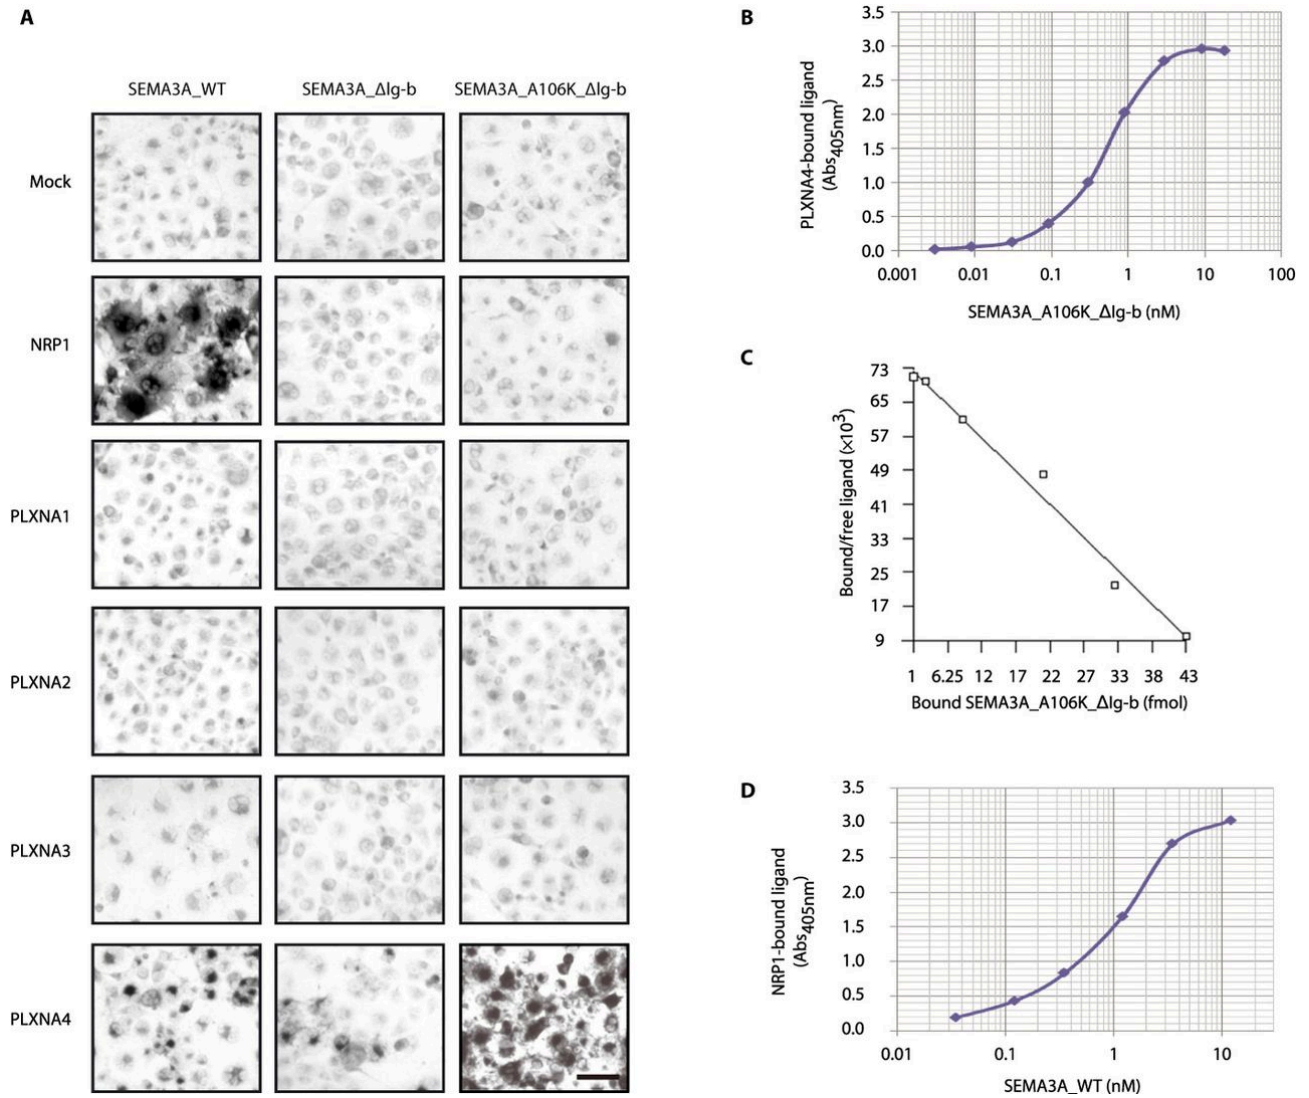 A
SEMA3A_WT
SEMA3A_ΔIg-b
SEMA3A_A106K_ΔIg-b
Mock
NRP1
PLXNA1
PLXNA2
PLXNA3
PLXNA4
B
PLXNA4-bound ligand
(Abs405nm)
3.5
3.0
2.5
2.0
1.5
1.0
0.5
0.0
0.001 0.01 0.1 1 10 100
SEMA3A_A106K_ΔIg-b (nM)
C
Bound/free ligand (×10³)
73
65
57
49
41
33
25
17
9
1 6.25 12 17 22 27 33 38 43
Bound SEMA3A_A106K_ΔIg-b (fmol)
D
NRP1-bound ligand
(Abs405nm)
3.5
3.0
2.5
2.0
1.5
1.0
0.5
0.0
0.01 0.1 1 10
SEMA3A_WT (nM)